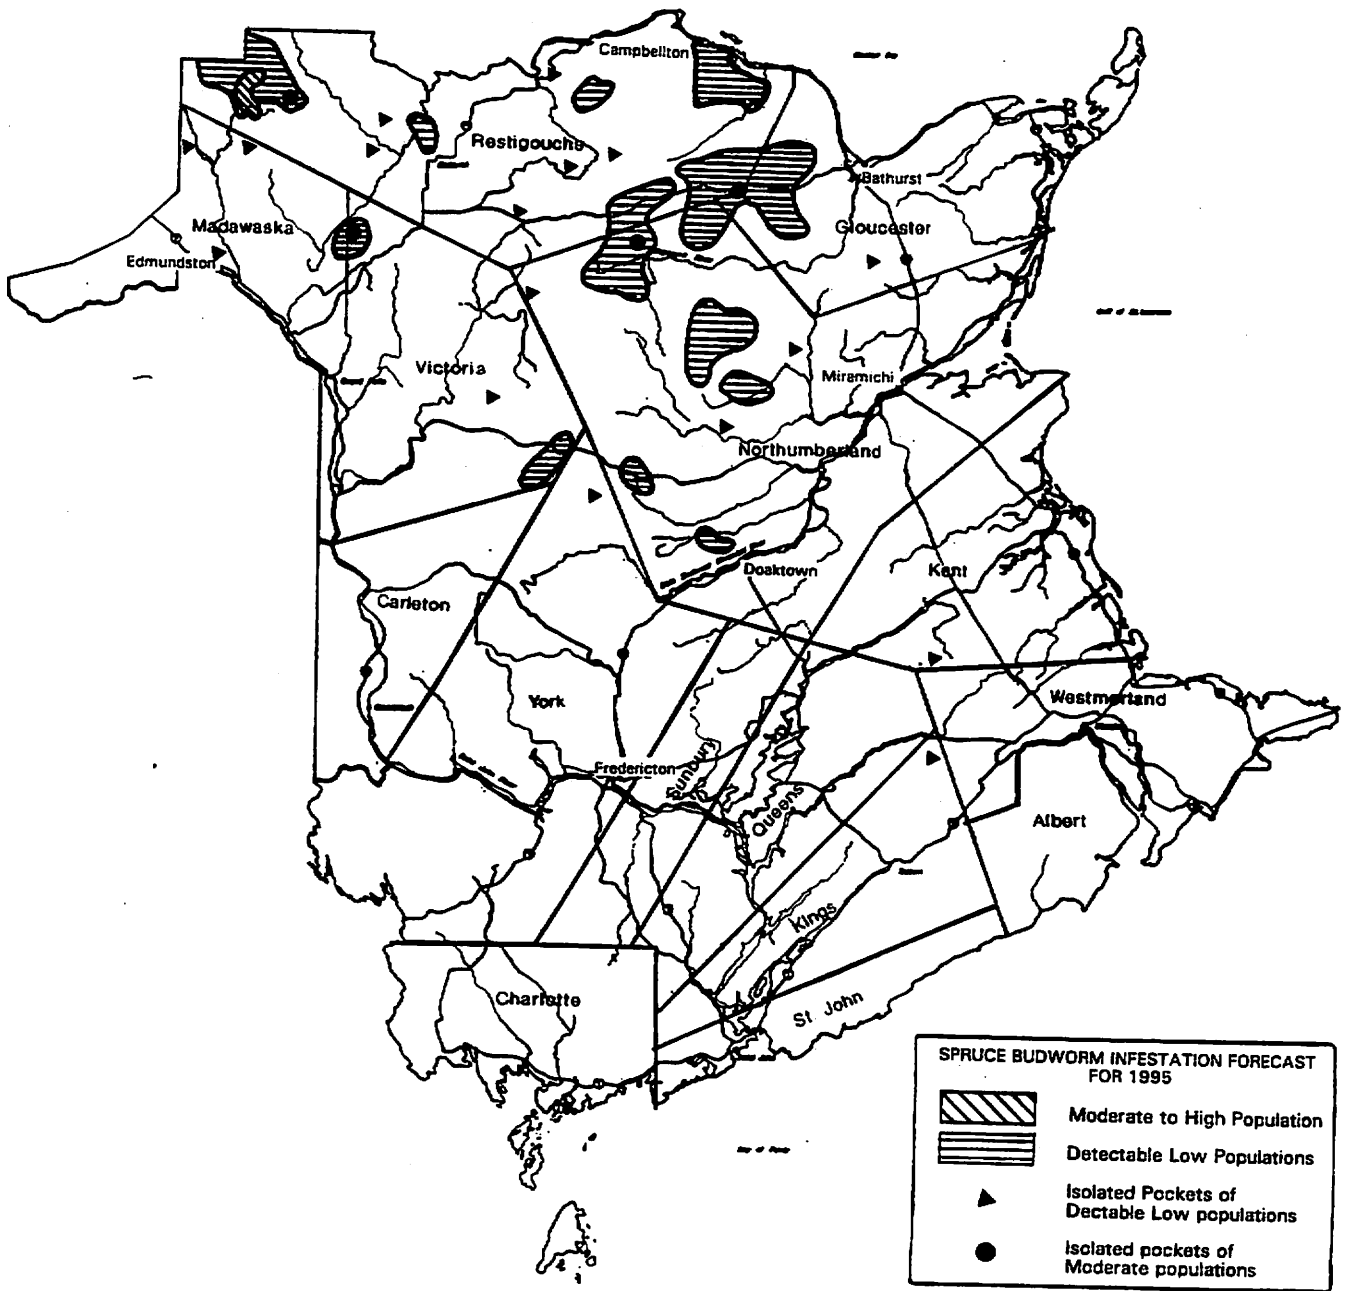 Campbellton
Restigouche
Bathurst
Madawaska
Gloucester
Edmundston
Victoria
Miramichi
Northumberland
Doaktown
Kent
Carleton
York
Westmorland
Fredericton
Sunbury
Queens
Albert
Kings
Charlotte
St. John
SPRUCE BUDWORM INFESTATION FORECAST
FOR 1995
Moderate to High Population
Detectable Low Populations
Isolated Pockets of
Dectable Low populations
Isolated pockets of
Moderate populations